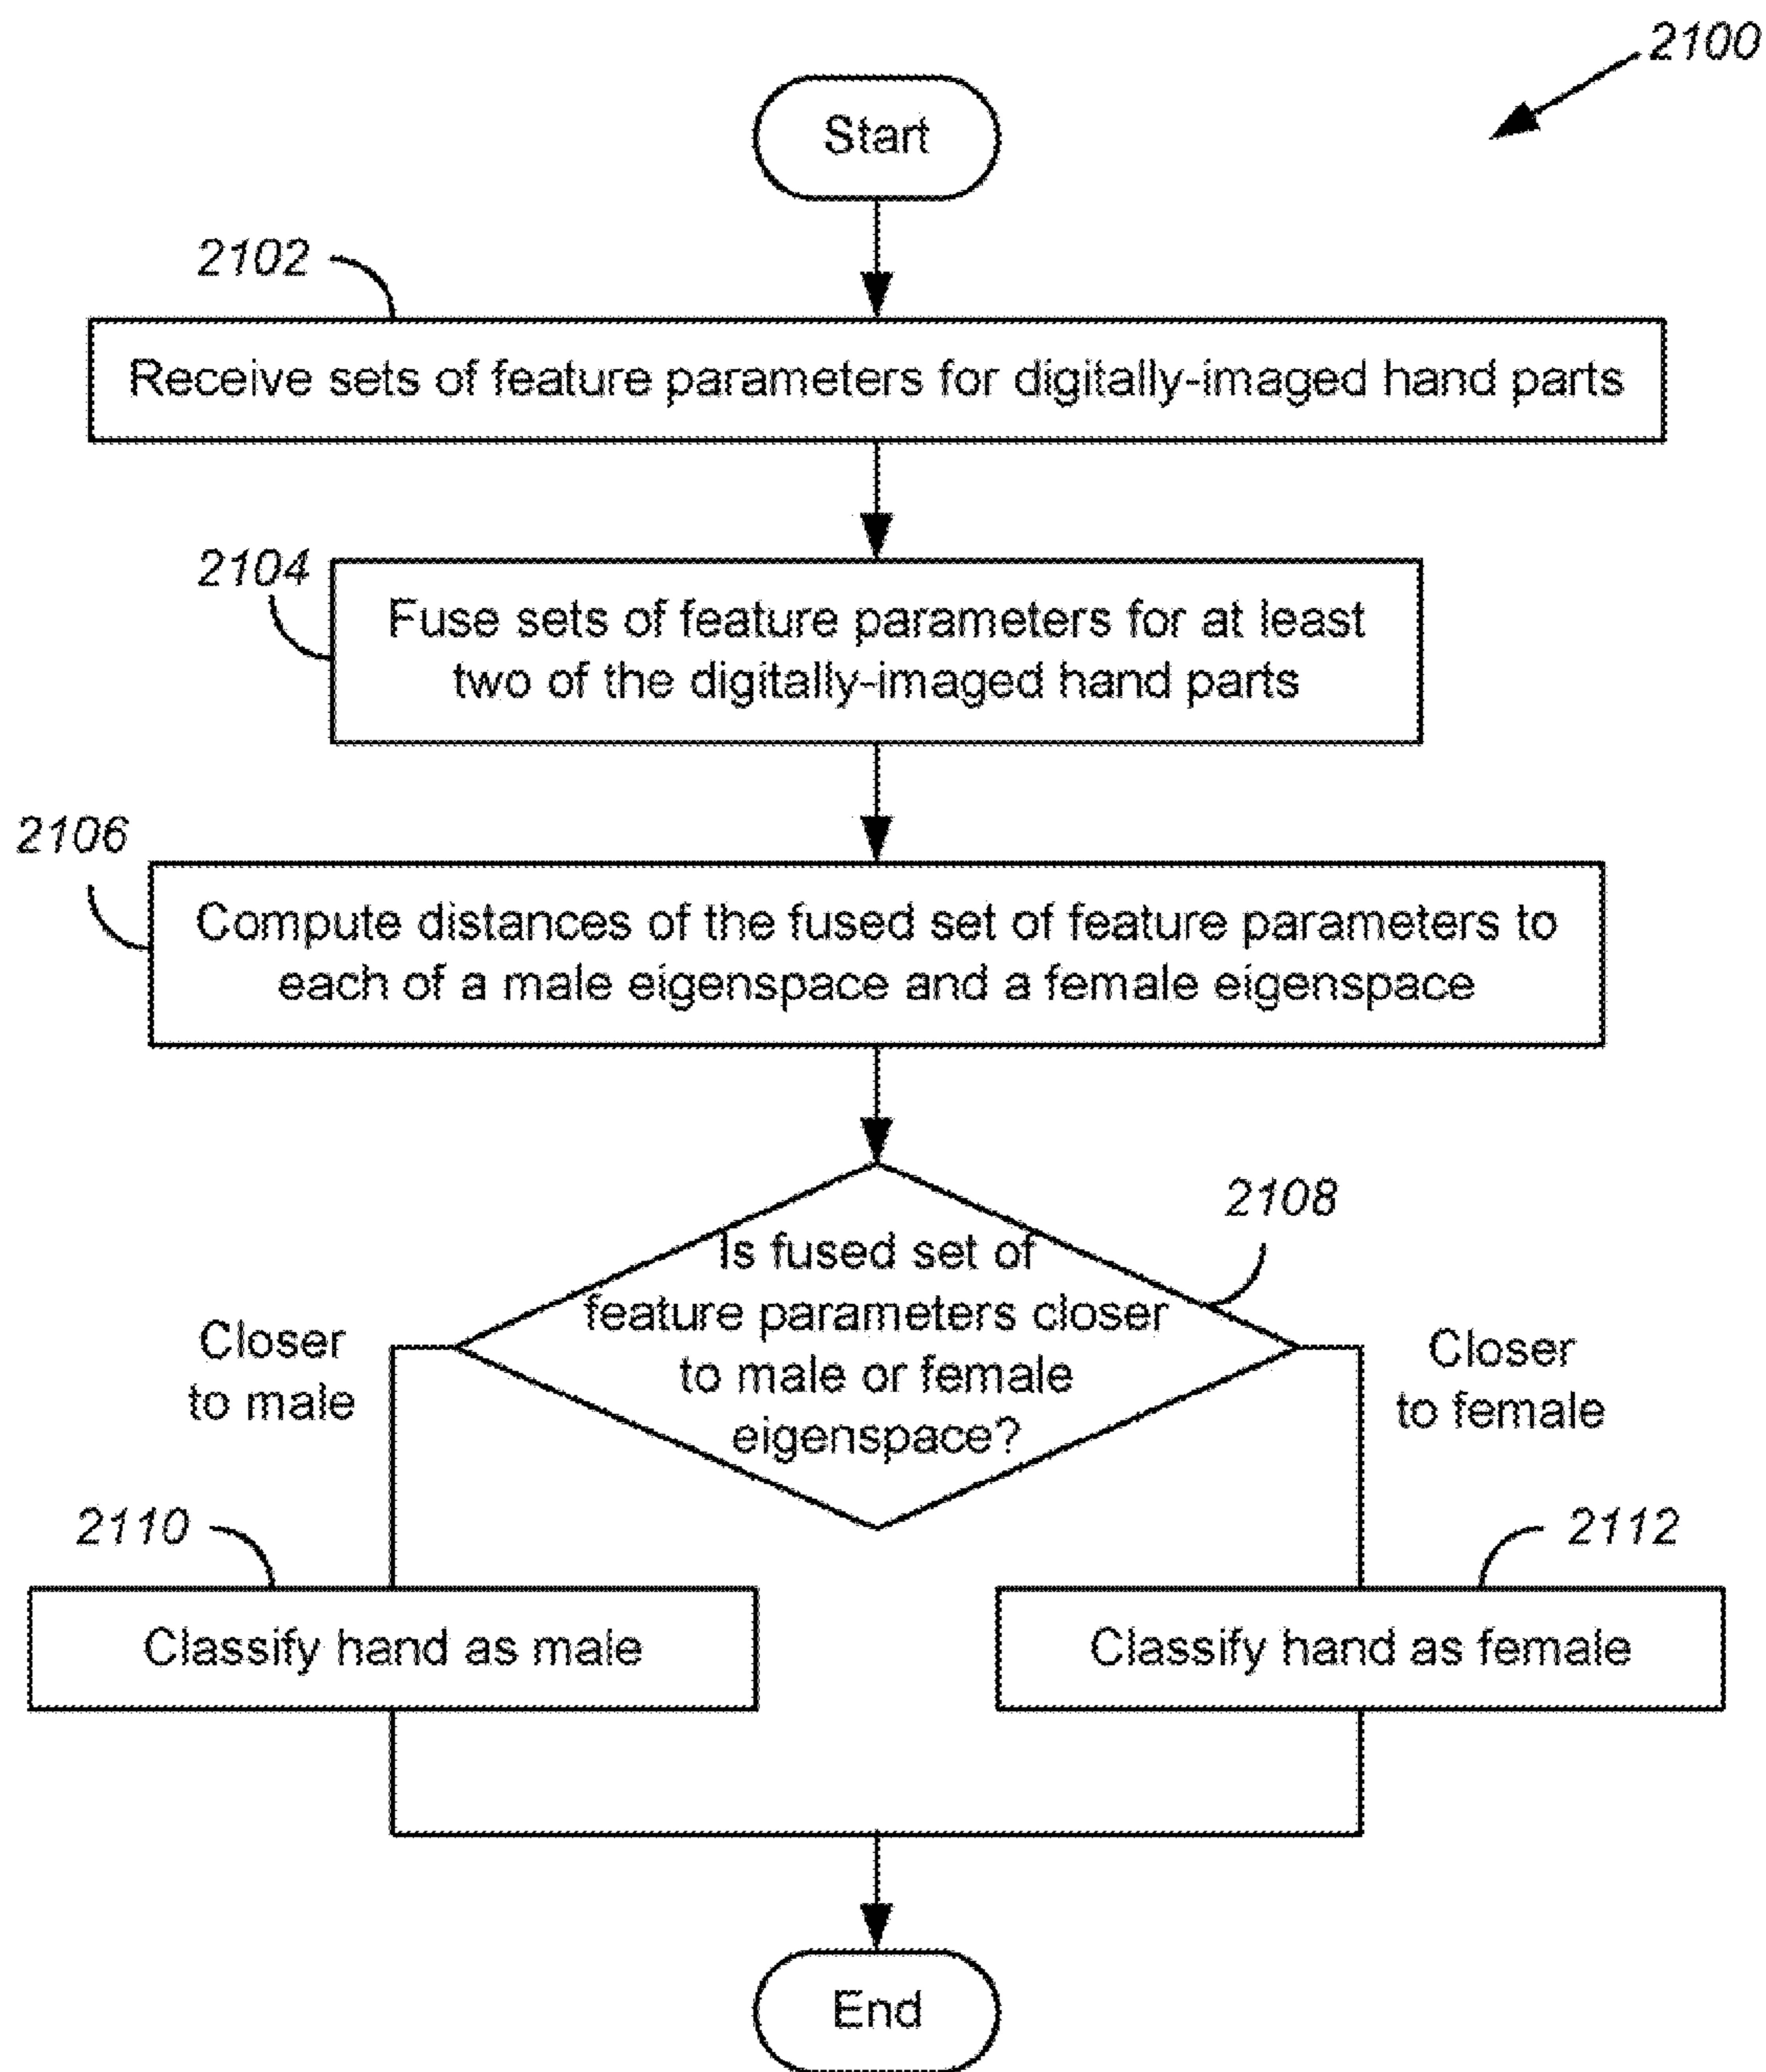 2100
Start
2102
Receive sets of feature parameters for digitally-imaged hand parts
2104
Fuse sets of feature parameters for at least
two of the digitally-imaged hand parts
2106
Compute distances of the fused set of feature parameters to
each of a male eigenspace and a female eigenspace
2108
Is fused set of
feature parameters closer
to male or female
eigenspace?
Closer
to male
Closer
to female
2110
Classify hand as male
2112
Classify hand as female
End